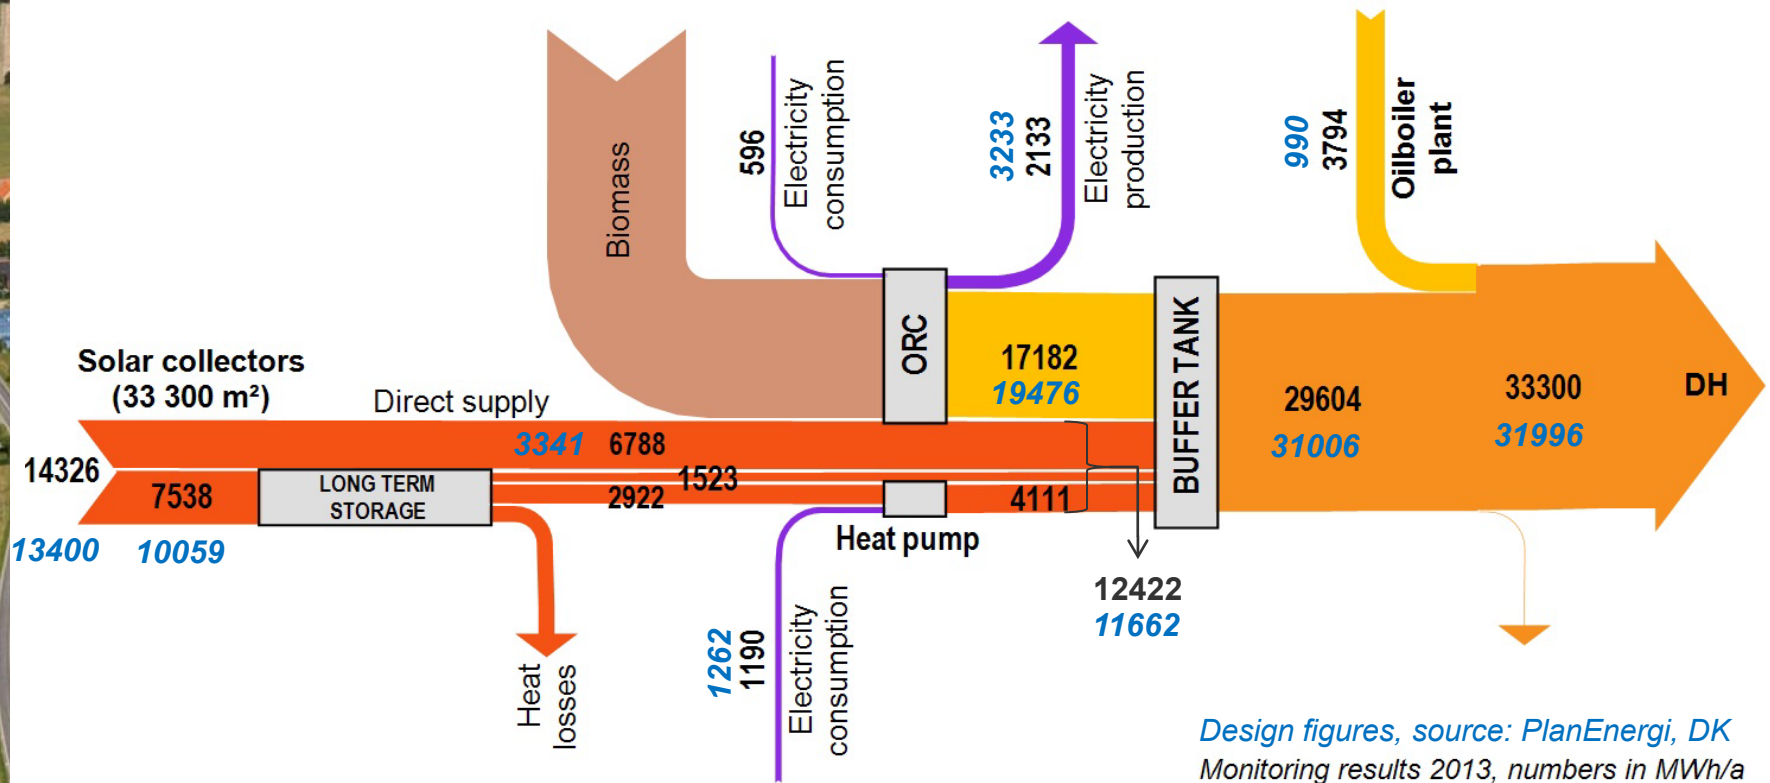 Biomass
596
Electricity
consumption
3233
2133
Electricity
production
990
3794
Oilboiler
plant
Solar collectors
(33 300 m²)
Direct supply
ORC
17182
19476
BUFFER TANK
29604
31006
33300
31996
DH
3341 6788
14326
7538
LONG TERM
STORAGE
1523
2922
4111
13400 10059
Heat pump
12422
11662
Heat
losses
1262
1190
Electricity
consumption
Design figures, source: PlanEnergi, DK
Monitoring results 2013, numbers in MWh/a